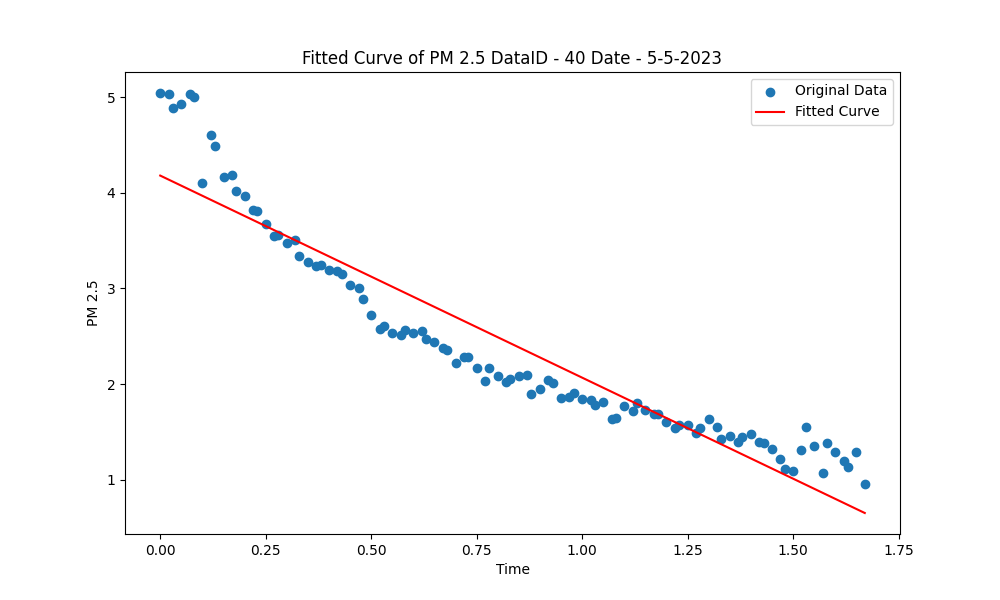 Fitted Curve of PM 2.5 DataID - 40 Date - 5-5-2023
Original Data
Fitted Curve
PM 2.5
5
4
3
2
1
0.00 0.25 0.50 0.75 1.00 1.25 1.50 1.75
Time